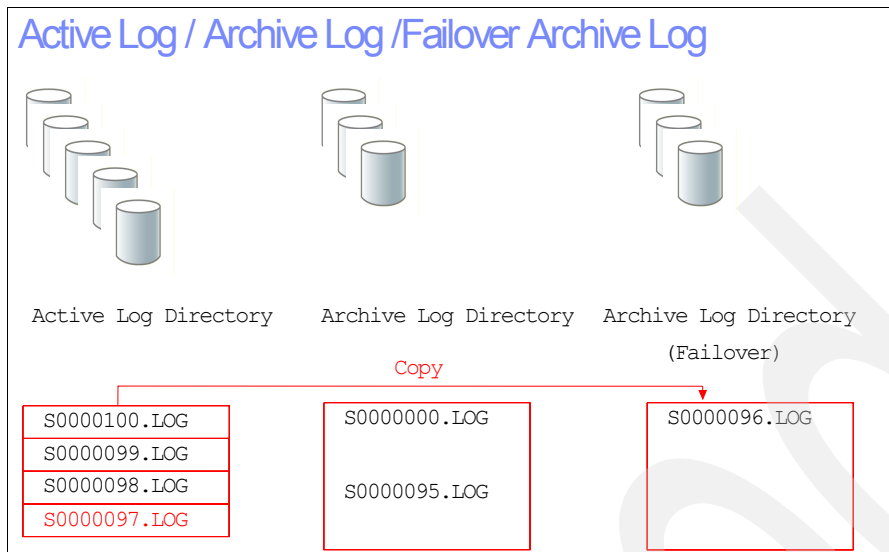 Active Log / Archive Log /Failover Archive Log
Active Log Directory
Archive Log Directory
Archive Log Directory
(Failover)
Copy
S0000100.LOG
S0000099.LOG
S0000098.LOG
S0000097.LOG
S0000000.LOG
S0000095.LOG
S0000096.LOG